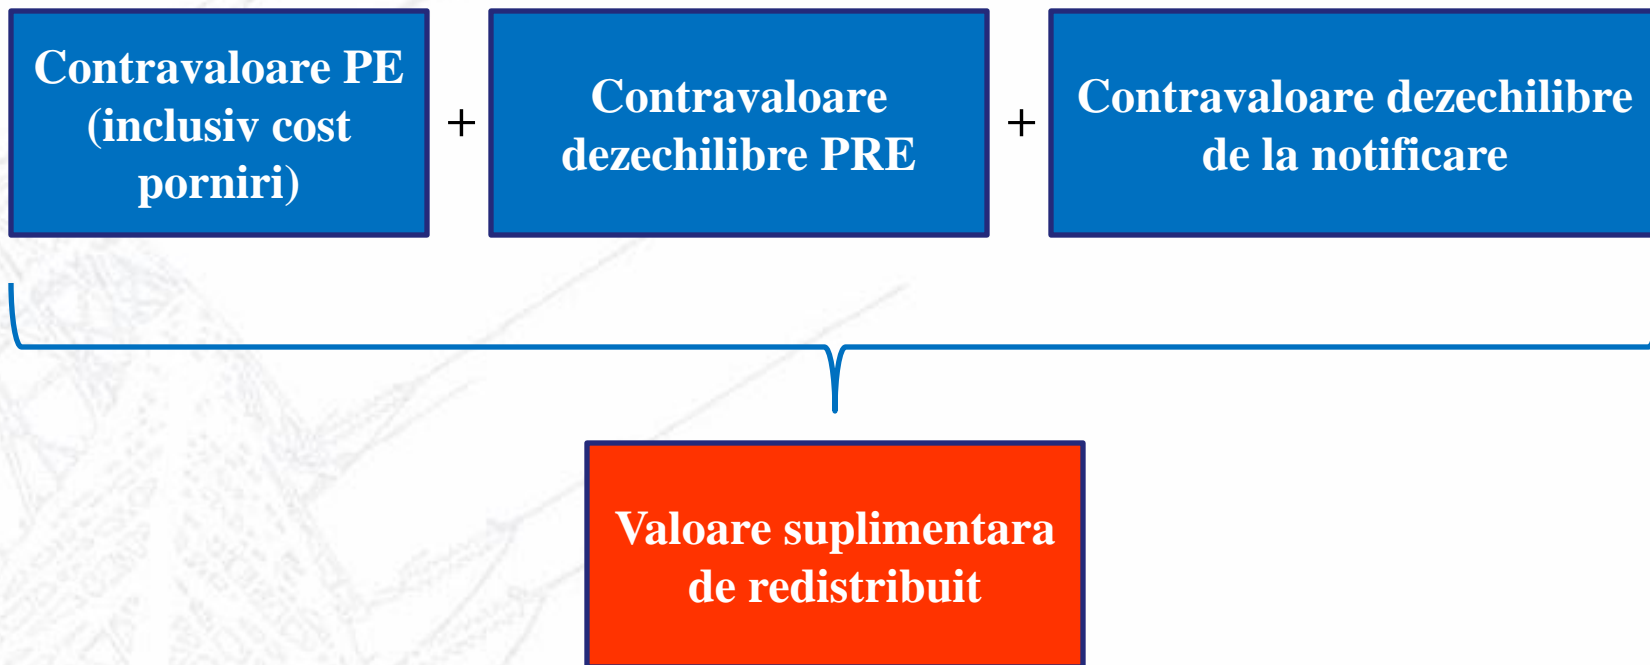 Contravaloare PE
(inclusiv cost
porniri)
+
Contravaloare
dezechilibre PRE
+
Contravaloare dezechilibre
de la notificare
Valoare suplimentara
de redistribuit